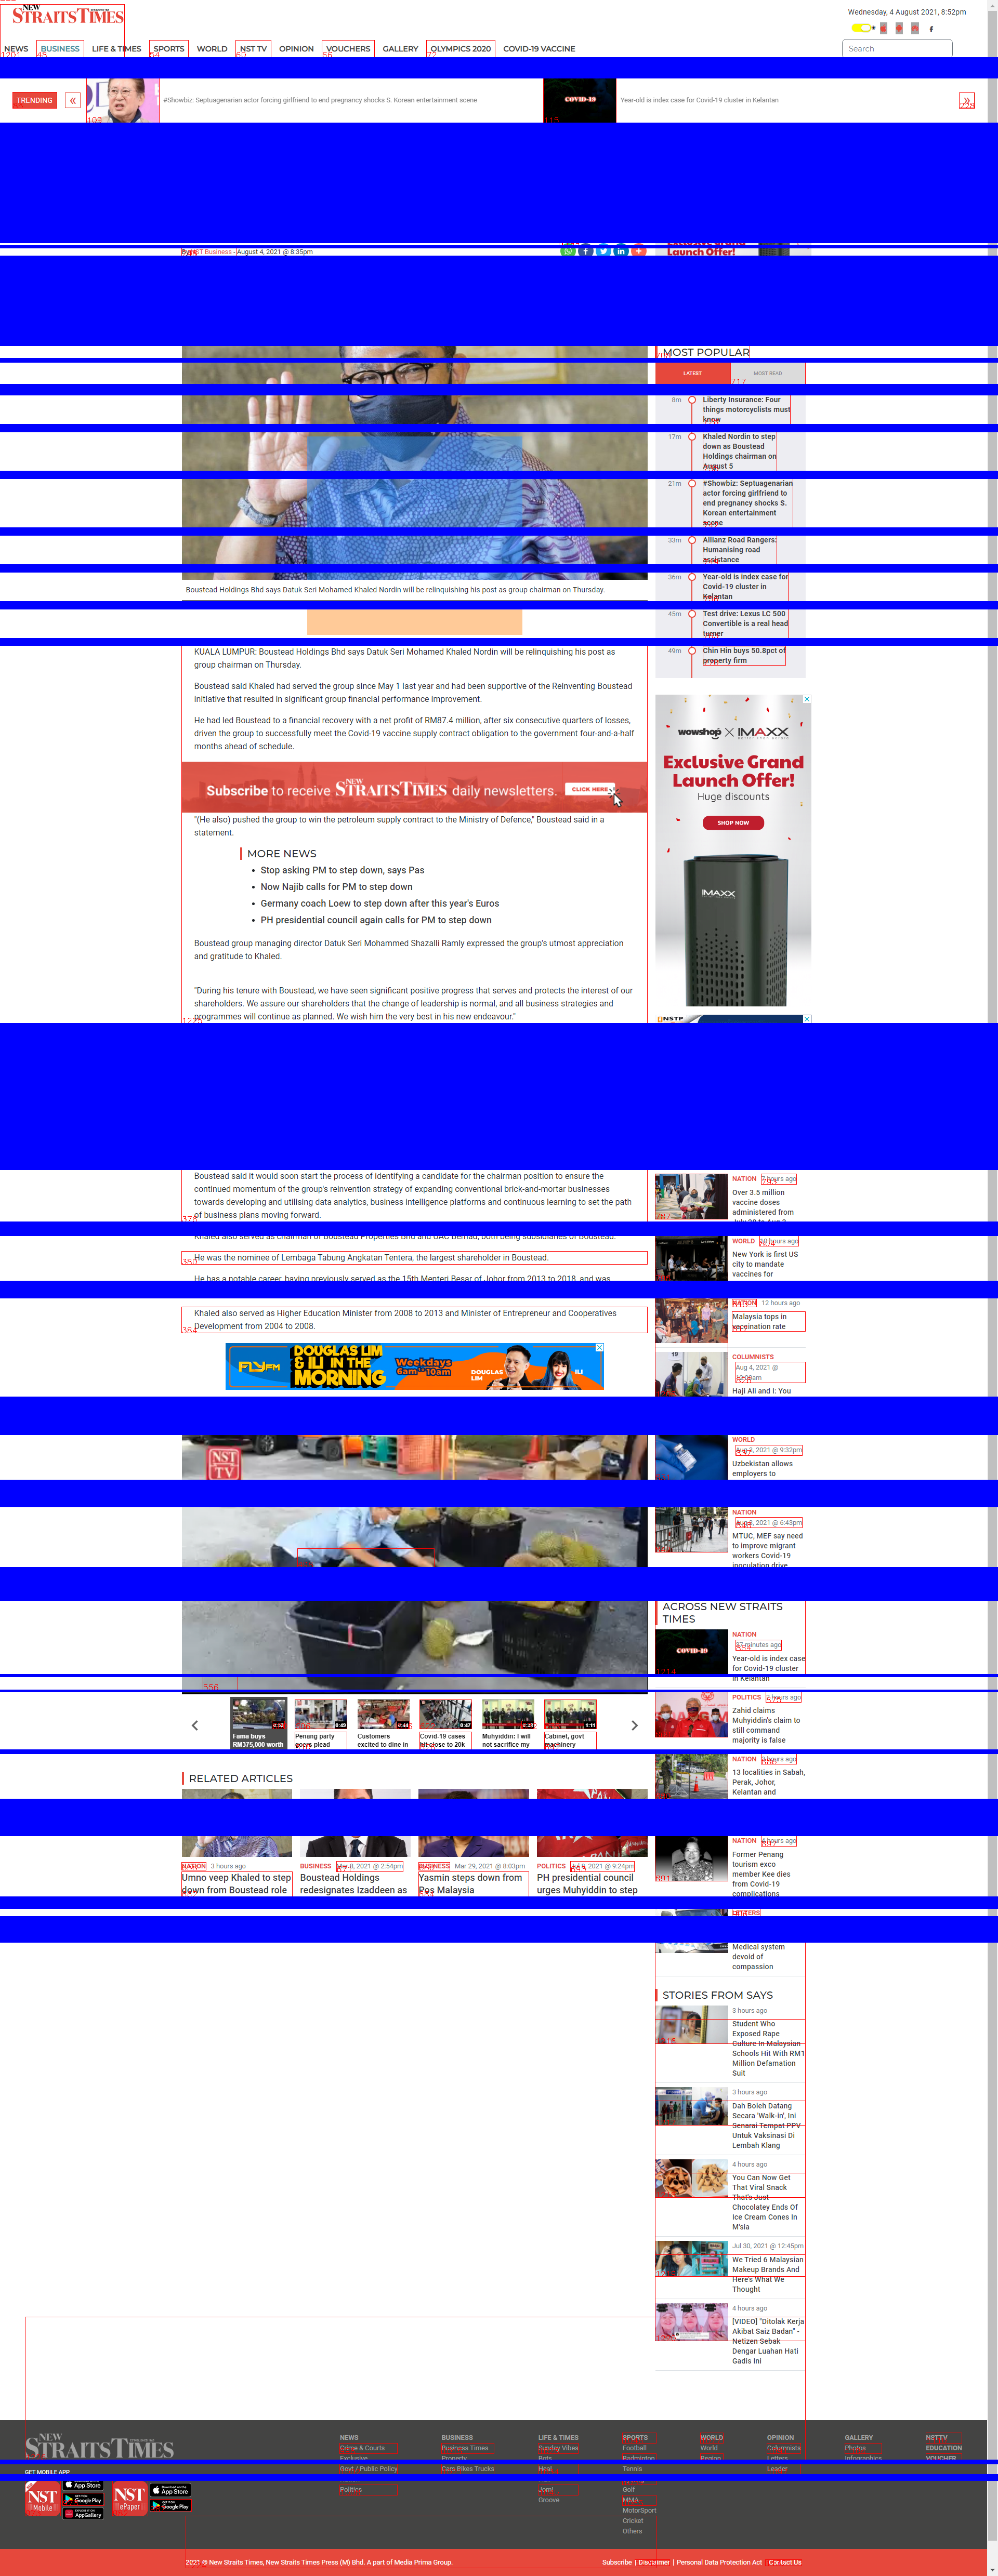 NEW
STRAITS TIMES
Wednesday, 4 August 2021, 8:52pm
NEWS BUSINESS LIFE & TIMES SPORTS WORLD NST TV OPINION VOUCHERS GALLERY OLYMPICS 2020 COVID-19 VACCINE
Search
TRENDING
#Showbiz: Septuagenarian actor forcing girlfriend to end pregnancy shocks S. Korean entertainment scene
COVID-19
Year-old is index case for Covid-19 cluster in Kelantan
Business - August 4, 2021 @ 8:35pm
Launch Offer!
MOST POPULAR
LATEST
MOST READ
8m
Liberty Insurance: Four
things motorcyclists must
know
17m
Khaled Nordin to step
down as Boustead
Holdings chairman on
August 5
21m
#Showbiz: Septuagenarian
actor forcing girlfriend to
end pregnancy shocks S.
Korean entertainment
scene
33m
Allianz Road Rangers:
Humanising road
assistance
36m
Year-old is index case for
Covid-19 cluster in
Kelantan
45m
Test drive: Lexus LC 500
Convertible is a real head
turner
49m
Chin Hin buys 50.8pct of
property firm
Boustead Holdings Bhd says Datuk Seri Mohamed Khaled Nordin will be relinquishing his post as group chairman on Thursday.
KUALA LUMPUR: Boustead Holdings Bhd says Datuk Seri Mohamed Khaled Nordin will be relinquishing his post as
group chairman on Thursday.
Boustead said Khaled had served the group since May 1 last year and had been supportive of the Reinventing Boustead
initiative that resulted in significant group financial performance improvement.
He had led Boustead to a financial recovery with a net profit of RM87.4 million, after six consecutive quarters of losses,
driven the group to successfully meet the Covid-19 vaccine supply contract obligation to the government four-and-a-half
months ahead of schedule.
Subscribe to receive NEW STRAITS TIMES daily newsletters. CLICK HERE
"(He also) pushed the group to win the petroleum supply contract to the Ministry of Defence," Boustead said in a
statement.
MORE NEWS
• Stop asking PM to step down, says Pas
• Now Najib calls for PM to step down
• Germany coach Loew to step down after this year's Euros
• PH presidential council again calls for PM to step down
Boustead group managing director Datuk Seri Mohammed Shazalli Ramly expressed the group's utmost appreciation
and gratitude to Khaled.
"During his tenure with Boustead, we have seen significant positive progress that serves and protects the interest of our
shareholders. We assure our shareholders that the change of leadership is normal, and all business strategies and
programmes will continue as planned. We wish him the very best in his new endeavour."
wowshop X IMAXX
Exclusive Grand
Launch Offer!
Huge discounts
SHOP NOW
IMAXX
NSTP
Boustead said it would soon start the process of identifying a candidate for the chairman position to ensure the
continued momentum of the group's reinvention strategy of expanding conventional brick-and-mortar businesses
towards developing and utilising data analytics, business intelligence platforms and continuous learning to set the path
of business plans moving forward.
Khaled also served as chairman of Boustead Properties Bhd and UAC Berhad, both being subsidiaries of Boustead.
He was the nominee of Lembaga Tabung Angkatan Tentera, the largest shareholder in Boustead.
He has a notable career, having previously served as the 15th Menteri Besar of Johor from 2013 to 2018, and was
Khaled also served as Higher Education Minister from 2008 to 2013 and Minister of Entrepreneur and Cooperatives
Development from 2004 to 2008.
FLYFM
DOUGLAS LIM
& ILI IN THE
MORNING
Weekdays
6am - 10am
DOUGLAS
LIM
ILI
NATION
Over 3.5 million
vaccine doses
administered from
WORLD
New York is first US
city to mandate
vaccines for
NATION 12 hours ago
Malaysia tops in
vaccination rate
COLUMNISTS
Aug 4, 2021 @
Haji Ali and I: You
WORLD
2021 @ 9:32pm
Uzbekistan allows
employers to
NATION
2021 @ 6:43pm
MTUC, MEF say need
to improve migrant
workers Covid-19
inoculation drive
NST
TV
ACROSS NEW STRAITS
TIMES
NATION
minutes ago
COVID-19
Year-old is index case
for Covid-19 cluster
in Kelantan
POLITICS
Zahid claims
Muhyiddin's claim to
still command
majority is false
NATION
13 localities in Sabah,
Perak, Johor,
Kelantan and
NATION
Former Penang
tourism exco
member Kee dies
from Covid-19
complications
LETTERS
Medical system
devoid of
compassion
Fama buys
RM375,000 worth
Penang party
goers plead
0:49
Customers
excited to dine in
0:44
Covid-19 cases
hit close to 20k
0:47
Muhyiddin: I will
not sacrifice my
Cabinet, govt
machinery
1:11
RELATED ARTICLES
NATION 3 hours ago
Umno veep Khaled to step
down from Boustead role
BUSINESS 2021 @ 2:54pm
Boustead Holdings
redesignates Izaddeen as
BUSINESS Mar 29, 2021 @ 8:03pm
Yasmin steps down from
Pos Malaysia
POLITICS 2021 @ 9:24pm
PH presidential council
urges Muhyiddin to step
STORIES FROM SAYS
3 hours ago
Student Who
Exposed Rape
Culture In Malaysian
Schools Hit With RM1
Million Defamation
Suit
3 hours ago
Dah Boleh Datang
Secara 'Walk-in', Ini
Senarai Tempat PPV
Untuk Vaksinasi Di
Lembah Klang
4 hours ago
You Can Now Get
That Viral Snack
That's Just
Chocolatey Ends Of
Ice Cream Cones In
M'sia
Jul 30, 2021 @ 12:45pm
We Tried 6 Malaysian
Makeup Brands And
Here's What We
Thought
4 hours ago
[VIDEO] "Ditolak Kerja
Akibat Saiz Badan" -
Netizen Sebak
Dengar Luahan Hati
Gadis Ini
NEW
STRAITS TIMES
GET MOBILE APP
NST
Mobile
App Store
Google Play
AppGallery
NST
ePaper
App Store
Google Play
NEWS
Crime & Courts
Exclusive
Govt / Public Policy
Politics
BUSINESS
Business Times
Property
Cars Bikes Trucks
LIFE & TIMES
Sunday Vibes
Bots
Heal
Jom!
Groove
SPORTS
Football
Badminton
Tennis
Golf
MMA
MotorSport
Cricket
Others
WORLD
World
Region
OPINION
Columnists
Letters
Leader
GALLERY
Photos
Infographics
NSTTV
EDUCATION
VOUCHER
2021 © New Straits Times, New Straits Times Press (M) Bhd. A part of Media Prima Group.
Subscribe | Disclaimer | Personal Data Protection Act | Contact Us